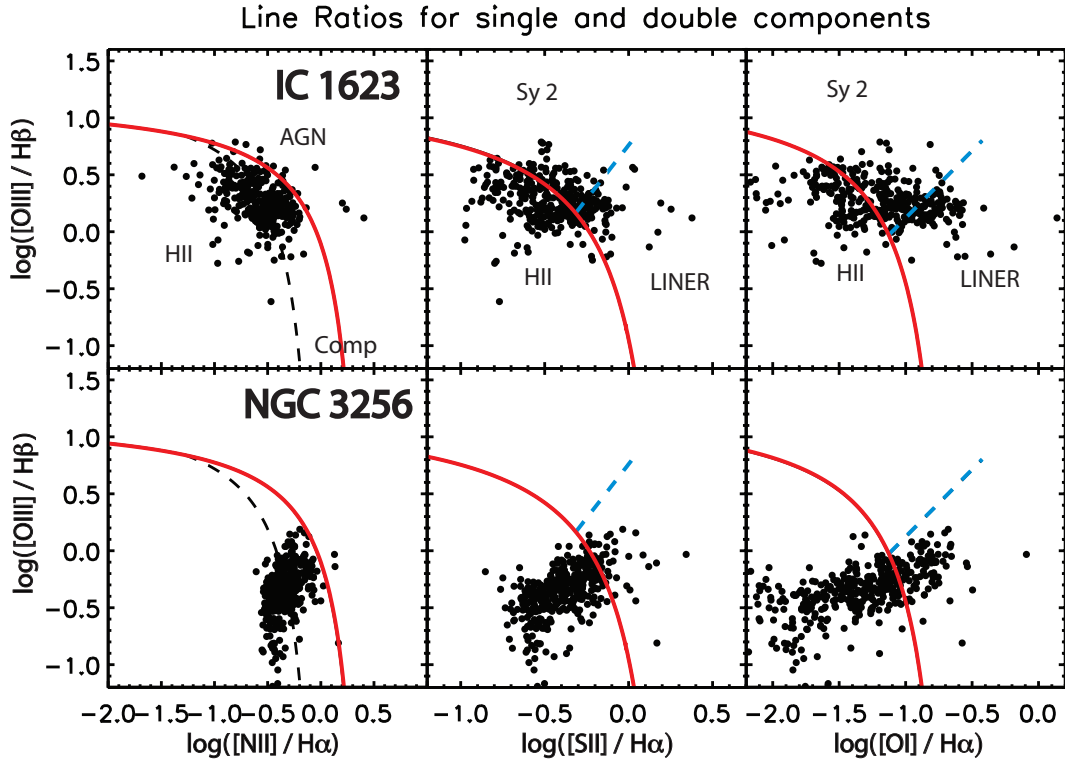 Line Ratios for single and double components
IC 1623
AGN
HII
Comp
Sy 2
HII
LINER
Sy 2
HII
LINER
log([OIII] / Hβ)
1.5
1.0
0.5
0.0
−0.5
−1.0
NGC 3256
log([OIII] / Hβ)
1.5
1.0
0.5
0.0
−0.5
−1.0
−2.0 −1.5 −1.0 −0.5 0.0 0.5
−1.0 −0.5 0.0 0.5
−2.0 −1.5 −1.0 −0.5 0.0
log([NII] / Hα)
log([SII] / Hα)
log([OI] / Hα)